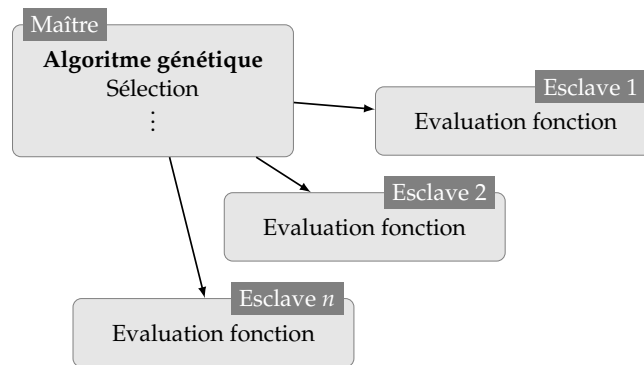 Maître
Algoritme génétique
Sélection
⋮
Esclave 1
Evaluation fonction
Esclave 2
Evaluation fonction
Esclave n
Evaluation fonction